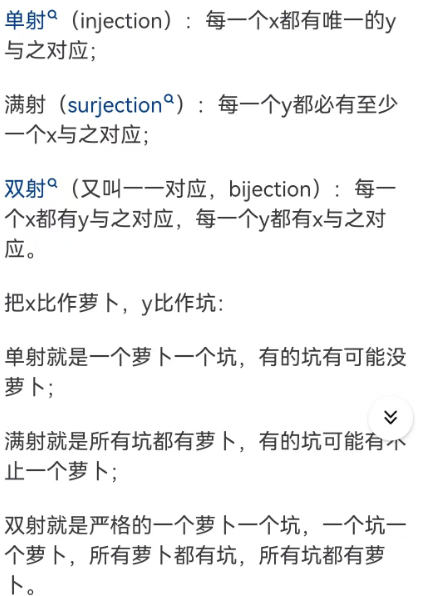 单射（injection）：每一个x都有唯一的y
与之对应；
满射（surjection）：每一个y都必有至少
一个x与之对应；
双射（又叫一一对应，bijection）：每一
个x都有y与之对应，每一个y都有x与之对
应。
把x比作萝卜，y比作坑：
单射就是一个萝卜一个坑，有的坑有可能没
萝卜；
满射就是所有坑都有萝卜，有的坑可能有不
止一个萝卜；
双射就是严格的一个萝卜一个坑，一个坑一
个萝卜，所有萝卜都有坑，所有坑都有萝
卜。